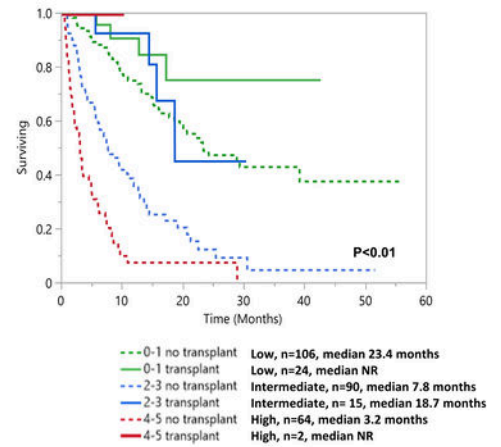 1.0
0.8
0.6
0.4
0.2
0
Surviving
P<0.01
0 10 20 30 40 50 60
Time (Months)
0-1 no transplant Low, n=106, median 23.4 months
0-1 transplant Low, n=24, median NR
2-3 no transplant Intermediate, n=90, median 7.8 months
2-3 transplant Intermediate, n= 15, median 18.7 months
4-5 no transplant High, n=64, median 3.2 months
4-5 transplant High, n=2, median NR